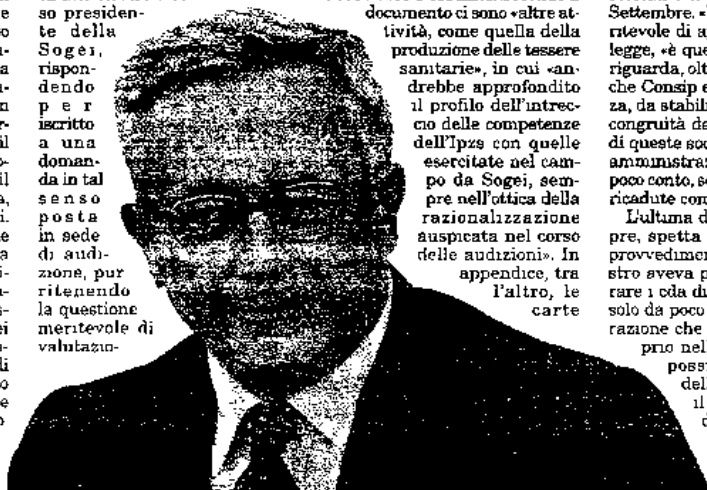 so presiden-
te della
Sogei,
rispon-
dendo
per
iscritto
a una
doman-
da in tal
senso
posta
in sede
di audi-
zione, pur
ritenendo
la questione
meritevole di
valutazio-
documento ci sono «altre at-
tività, come quella della
produzione delle tessere
sanitarie», in cui «an-
drebbe approfondito
il profilo dell'intrec-
cio delle competenze
dell'Ipzs con quelle
esercitate nel cam-
po da Sogei, sem-
pre nell'ottica della
razionalizzazione
auspicata nel corso
delle audizioni». In
appendice, tra
l'altro, le
carte
Settembre. «
ritevole di a
legge, «è que
riguarda, olt
che Consip e
za, da stabili
congruità de
di queste soc
amministra
poco conto, s
ricadute con
L'ultima d
pre, spetta
provvedimen
stro aveva p
rare i cda di
solo da poco
razione che
prio nell
poss
del
il